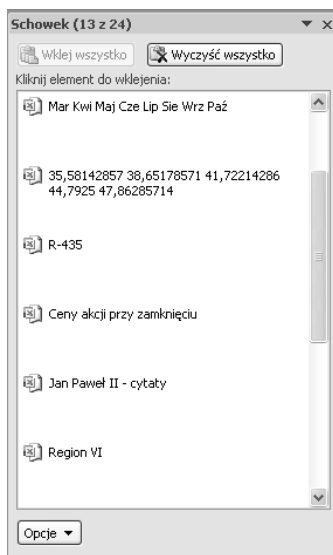 Schowek (13 z 24)
Wklej wszystko Wyczyść wszystko
Kliknij element do wklejenia:
Mar Kwi Maj Cze Lip Sie Wrz Paź
35,58142857 38,65178571 41,72214286
44,7925 47,86285714
R-435
Ceny akcji przy zamknięciu
Jan Paweł II - cytaty
Region VI
Opcje